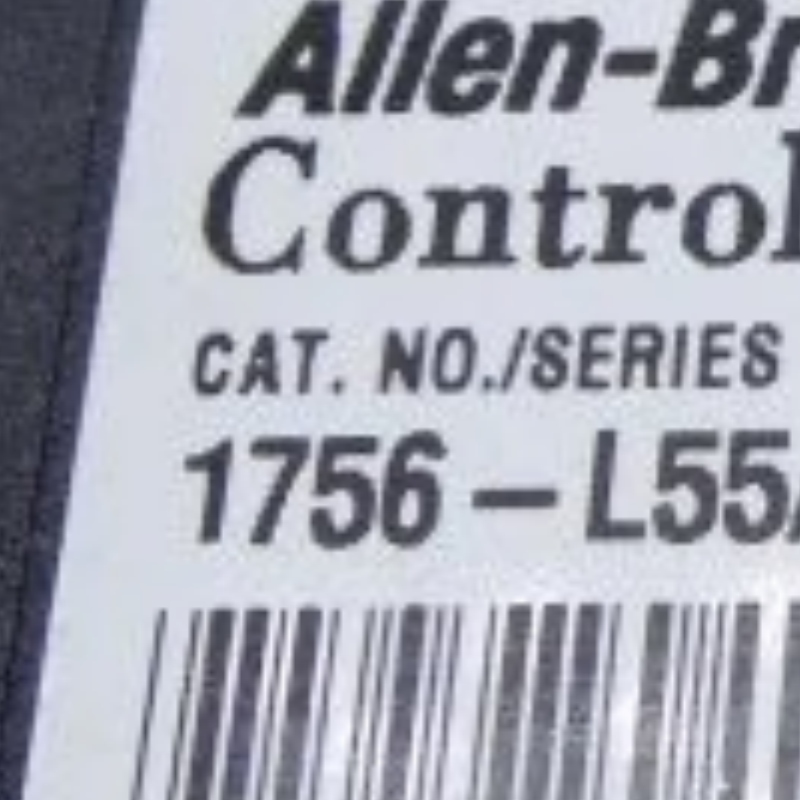 Allen-Br
Control
CAT. NO./SERIES
1756-L55